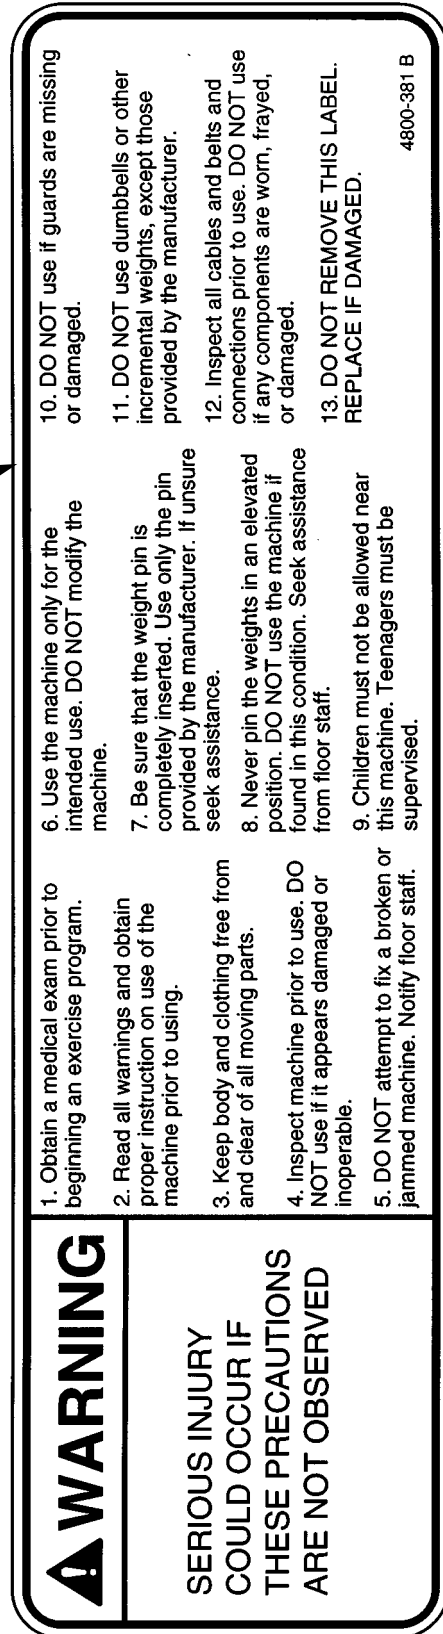 WARNING
SERIOUS INJURY
COULD OCCUR IF
THESE PRECAUTIONS
ARE NOT OBSERVED
1. Obtain a medical exam prior to
beginning an exercise program.
2. Read all warnings and obtain
proper instruction on use of the
machine prior to using.
3. Keep body and clothing free from
and clear of all moving parts.
4. Inspect machine prior to use. DO
NOT use if it appears damaged or
inoperable.
5. DO NOT attempt to fix a broken or
jammed machine. Notify floor staff.
6. Use the machine only for the
intended use. DO NOT modify the
machine.
7. Be sure that the weight pin is
completely inserted. Use only the pin
provided by the manufacturer. If unsure
seek assistance.
8. Never pin the weights in an elevated
position. DO NOT use the machine if
found in this condition. Seek assistance
from floor staff.
9. Children must not be allowed near
this machine. Teenagers must be
supervised.
10. DO NOT use if guards are missing
or damaged.
11. DO NOT use dumbbells or other
incremental weights, except those
provided by the manufacturer.
12. Inspect all cables and belts and
connections prior to use. DO NOT use
if any components are worn, frayed,
or damaged.
13. DO NOT REMOVE THIS LABEL.
REPLACE IF DAMAGED.
4800-381 B